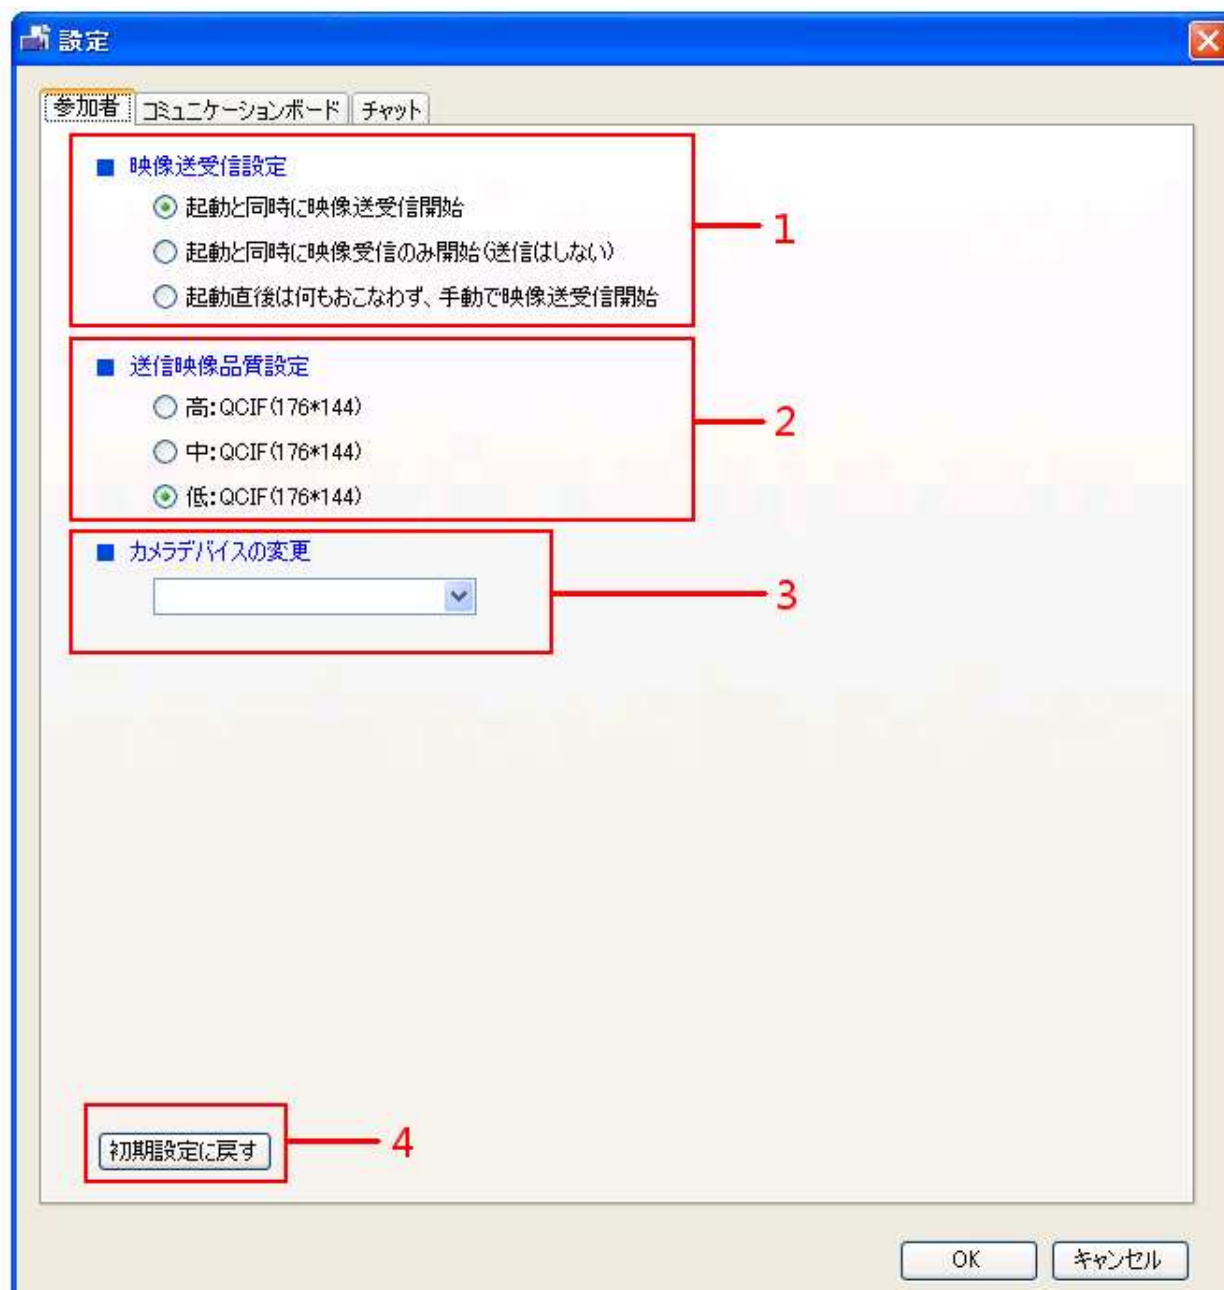 設定
参加者 コミュニケーションボード チャット
■ 映像送受信設定
起動と同時に映像送受信開始
1
起動と同時に映像受信のみ開始(送信はしない)
起動直後は何もおこなわず、手動で映像送受信開始
■ 送信映像品質設定
高:QCIF(176*144)
2
中:QCIF(176*144)
低:QCIF(176*144)
■ カメラデバイスの変更
3
初期設定に戻す
4
OK キャンセル